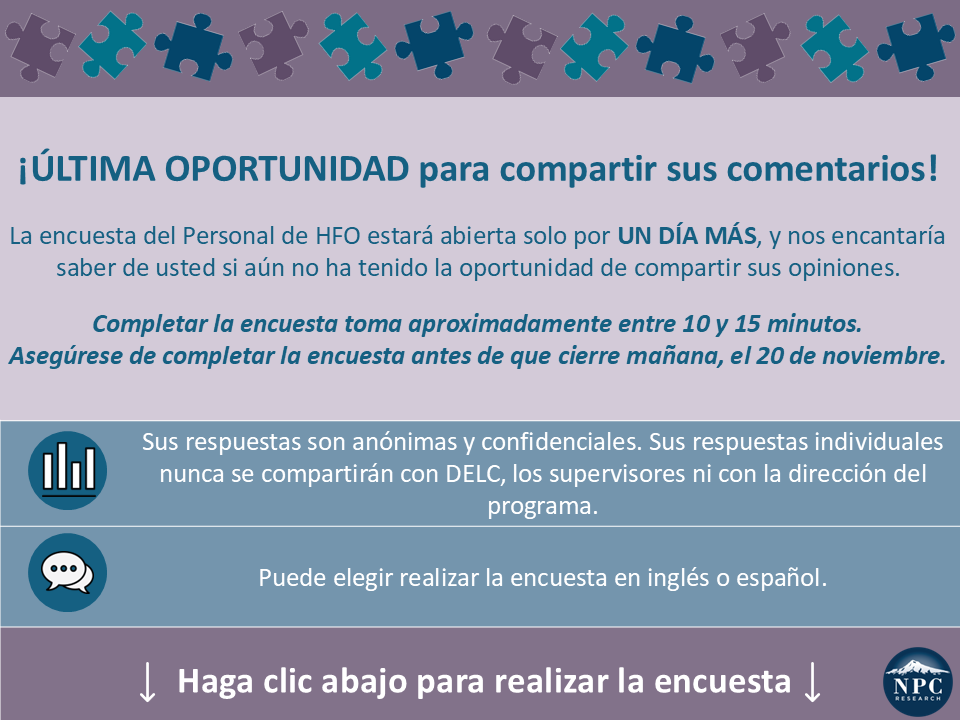 ¡ÚLTIMA OPORTUNIDAD para compartir sus comentarios!
La encuesta del Personal de HFO estará abierta solo por UN DÍA MÁS, y nos encantaría
saber de usted si aún no ha tenido la oportunidad de compartir sus opiniones.
Completar la encuesta toma aproximadamente entre 10 y 15 minutos.
Asegúrese de completar la encuesta antes de que cierre mañana, el 20 de noviembre.
Sus respuestas son anónimas y confidenciales. Sus respuestas individuales
nunca se compartirán con DELC, los supervisores ni con la dirección del
programa.
Puede elegir realizar la encuesta en inglés o español.
↓ Haga clic abajo para realizar la encuesta ↓
NPC
RESEARCH